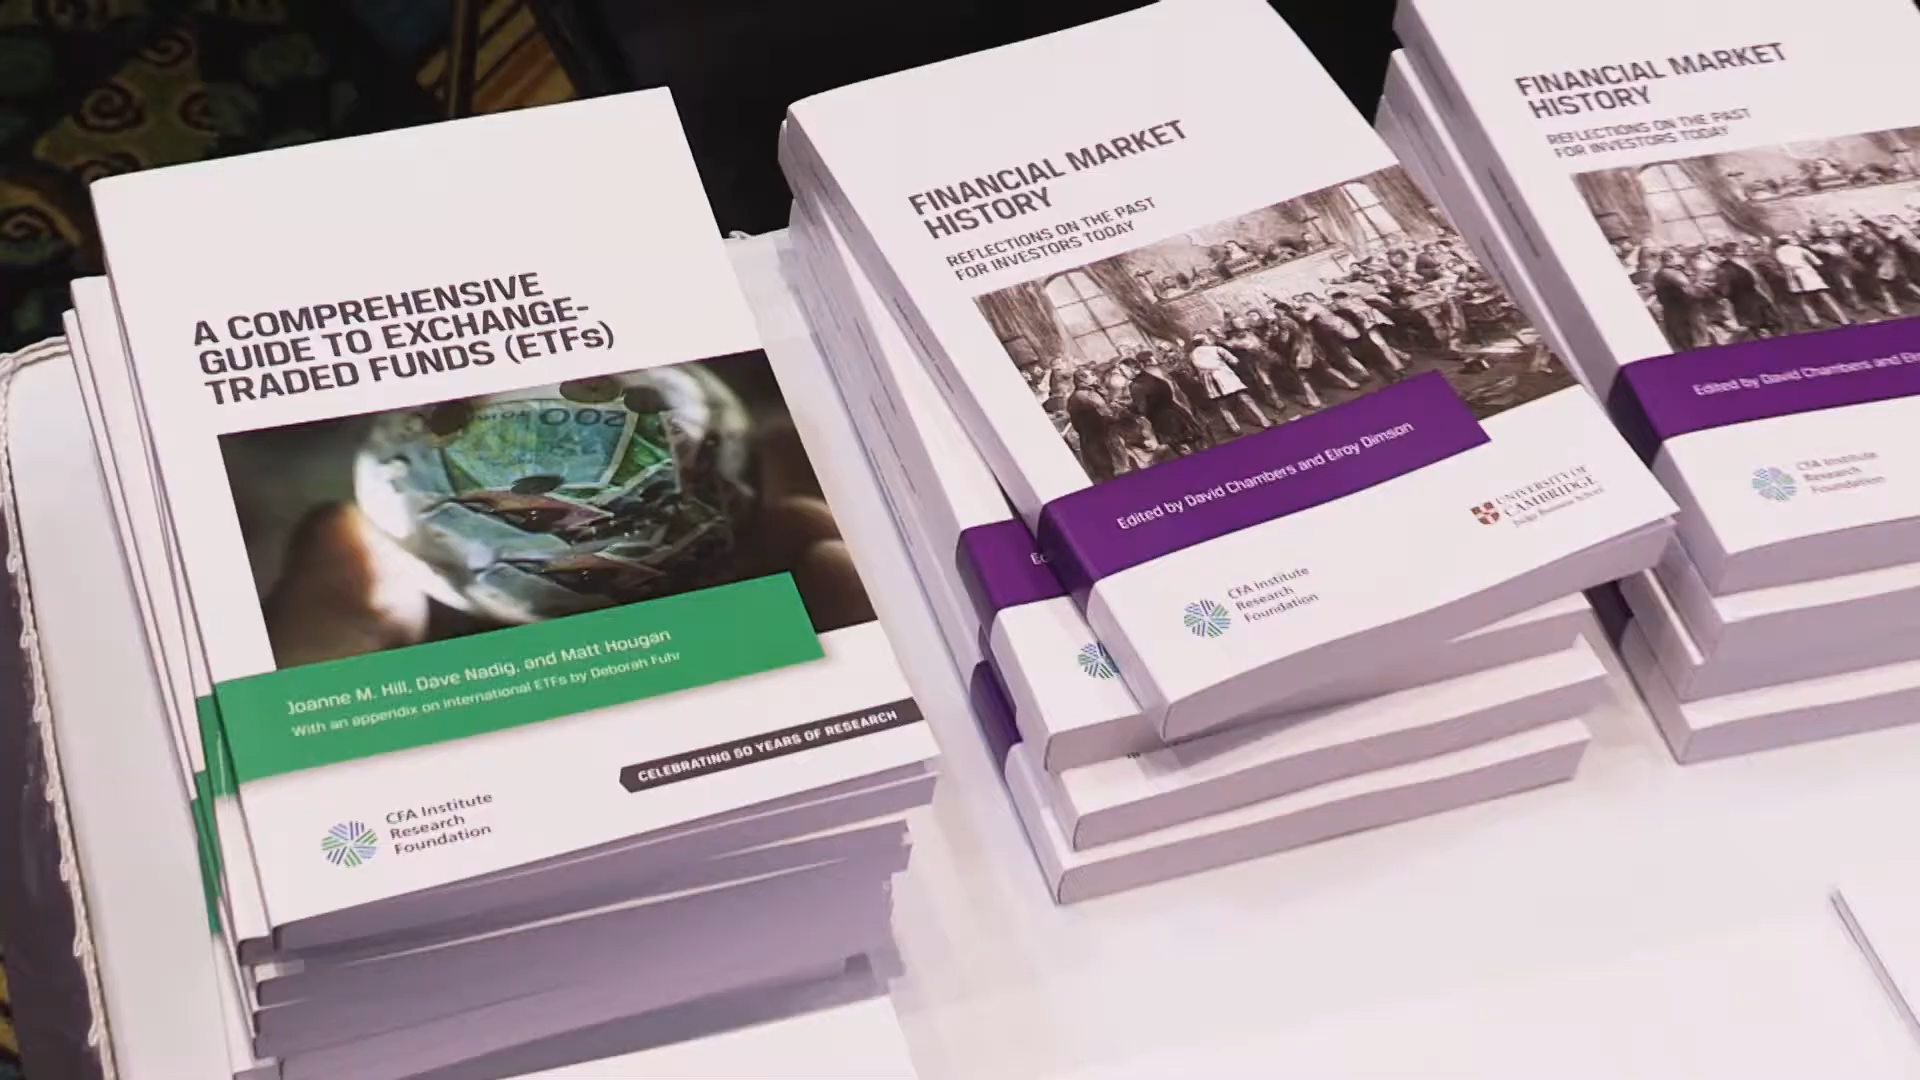 A COMPREHENSIVE
GUIDE TO EXCHANGE-
TRADED FUNDS (ETFs)
Joanne M. Hill, Dave Nadig, and Matt Hougan
With an appendix on international ETFs by Deborah Fuhr
CELEBRATING 50 YEARS OF RESEARCH
CFA Institute
Research
Foundation
FINANCIAL MARKET
HISTORY
REFLECTIONS ON THE PAST
FOR INVESTORS TODAY
Edited by David Chambers and Elroy Dimson
UNIVERSITY OF
CAMBRIDGE
Judge Business School
CFA Institute
Research
Foundation
FINANCIAL MARKET
HISTORY
REFLECTIONS ON THE PAST
FOR INVESTORS TODAY
Edited by David Chambers and
CFA Institute
Research
Foundation